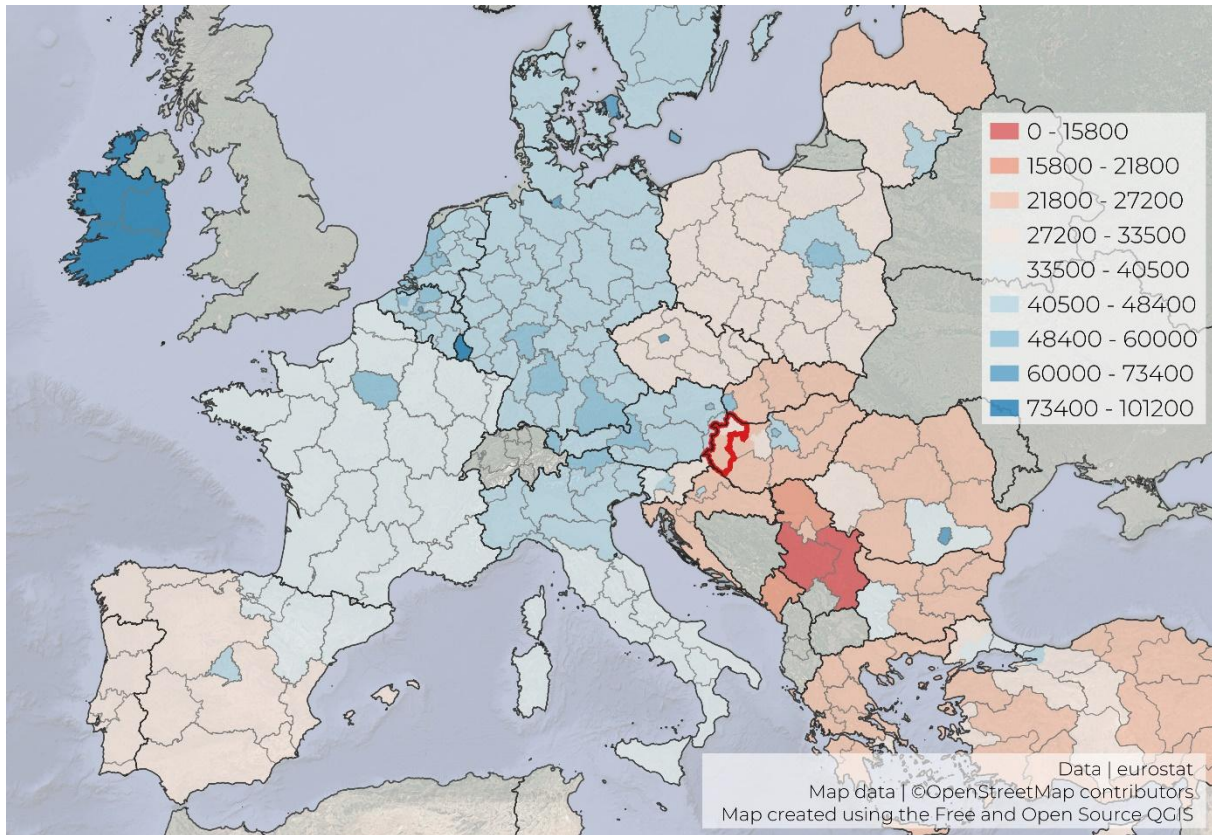 0 - 15800
15800 - 21800
21800 - 27200
27200 - 33500
33500 - 40500
40500 - 48400
48400 - 60000
60000 - 73400
73400 - 101200
Data | eurostat
Map data | ©OpenStreetMap contributors
Map created using the Free and Open Source QGIS